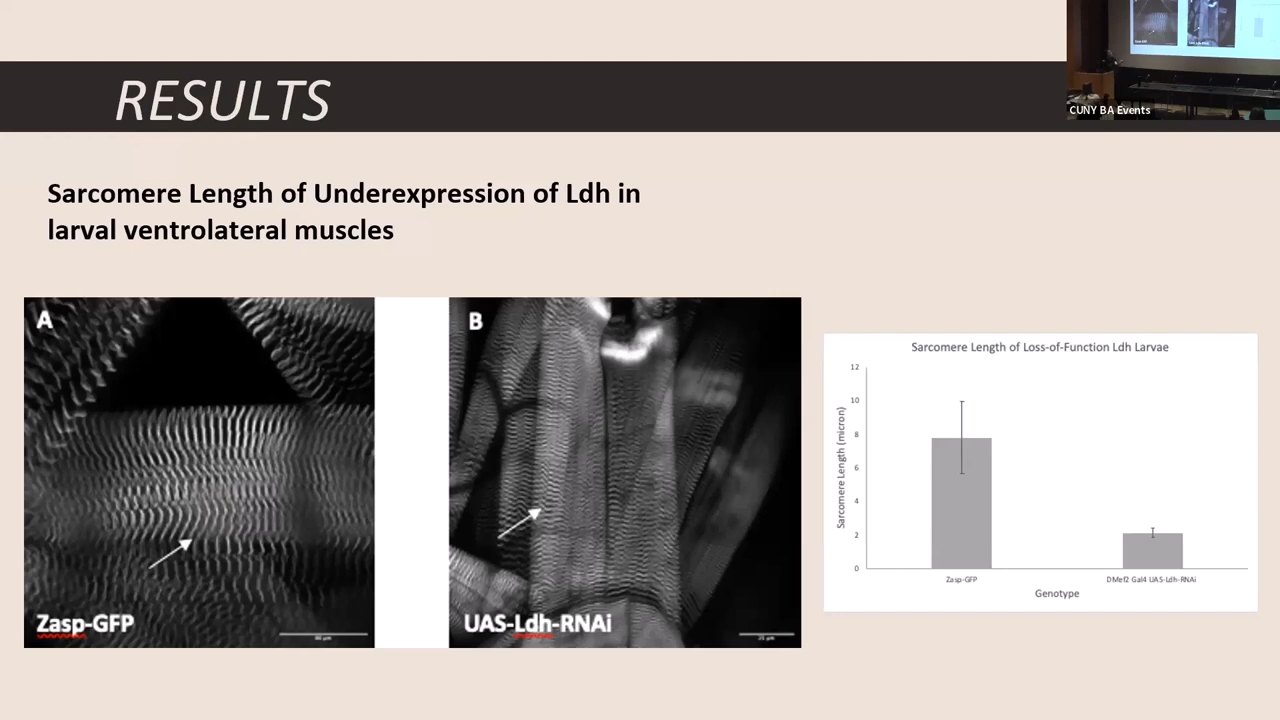 RESULTS
CUNY BA Events
Sarcomere Length of Underexpression of Ldh in
larval ventrolateral muscles
A
Zasp-GFP
B
UAS-Ldh-RNAi
25 μm
Sarcomere Length of Loss-of-Function Ldh Larvae
12
10
8
6
4
2
0
Sarcomere Length (micron)
Zasp-GFP
DMef2 Gal4 UAS-Ldh-RNAi
Genotype